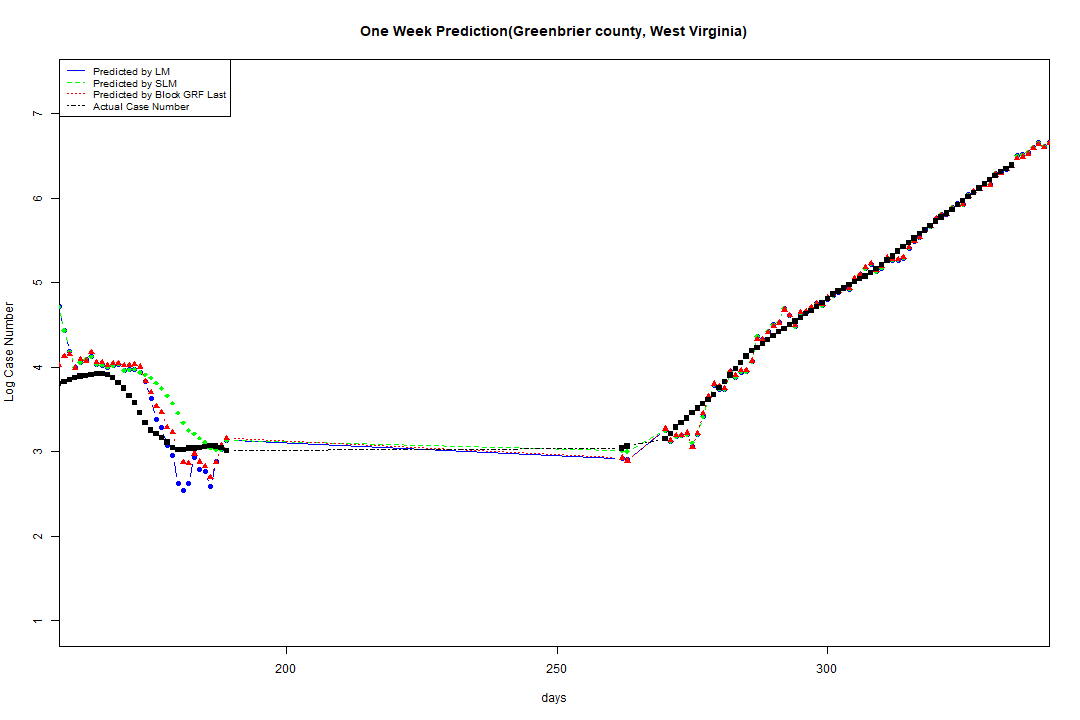 One Week Prediction(Greenbrier county, West Virginia)
Predicted by LM
Predicted by SLM
Predicted by Block GRF Last
Actual Case Number
7
6
5
4
3
2
1
Log Case Number
200
250
300
days